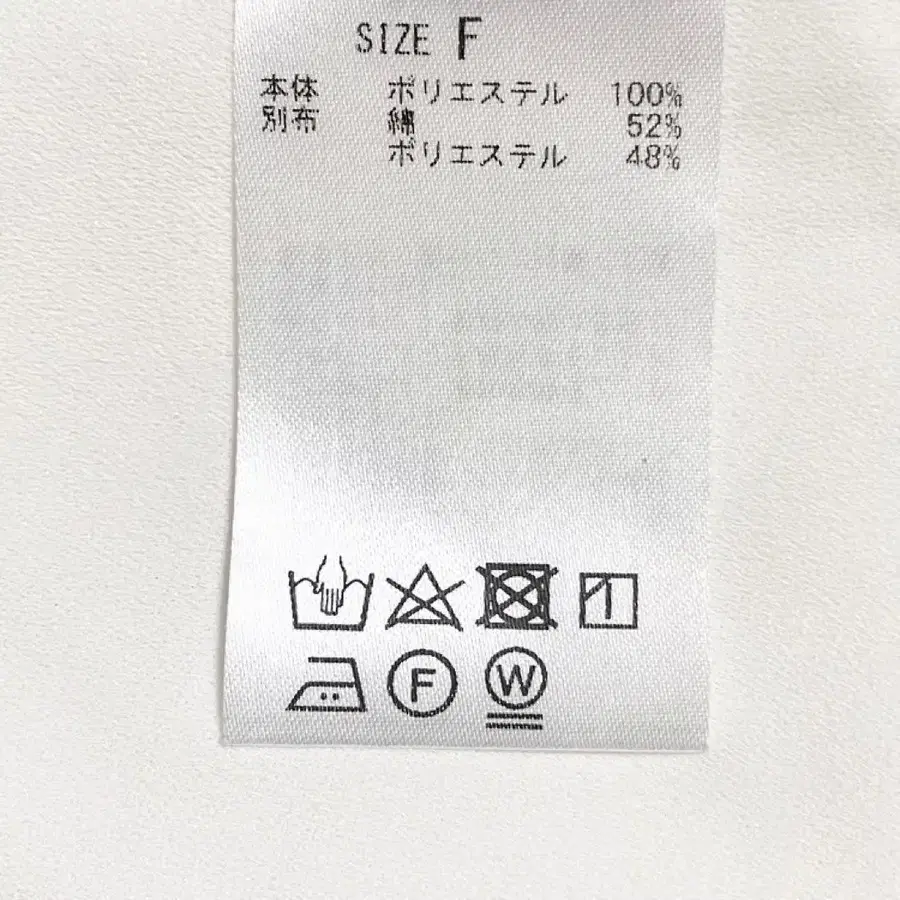 SIZE F
本体 ポリエステル 100%
別布 綿 52%
ポリエステル 48%
F W